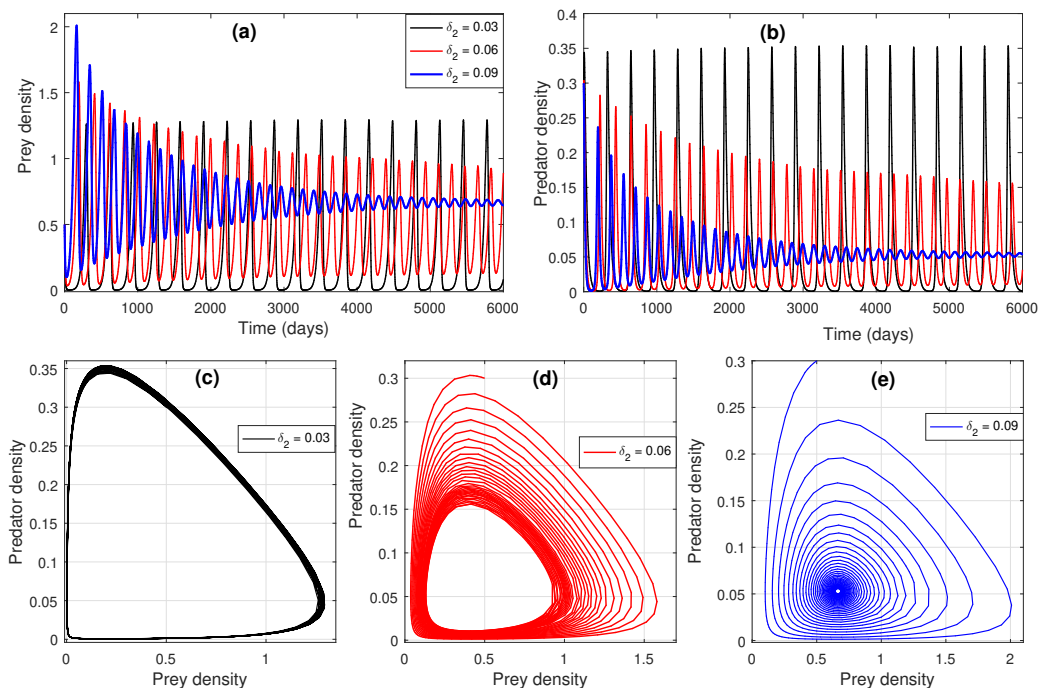 (a)
δ₂ = 0.03
δ₂ = 0.06
δ₂ = 0.09
Prey density
2
1.5
1
0.5
0
0 1000 2000 3000 4000 5000 6000
Time (days)
(b)
Predator density
0.4
0.35
0.3
0.25
0.2
0.15
0.1
0.05
0
0 1000 2000 3000 4000 5000 6000
Time (days)
(c)
δ₂ = 0.03
Predator density
0.35
0.3
0.25
0.2
0.15
0.1
0.05
0
0 1
Prey density
(d)
δ₂ = 0.06
Predator density
0.3
0.25
0.2
0.15
0.1
0.05
0
0 0.5 1 1.5
Prey density
(e)
δ₂ = 0.09
Predator density
0.3
0.25
0.2
0.15
0.1
0.05
0
0 0.5 1 1.5 2
Prey density